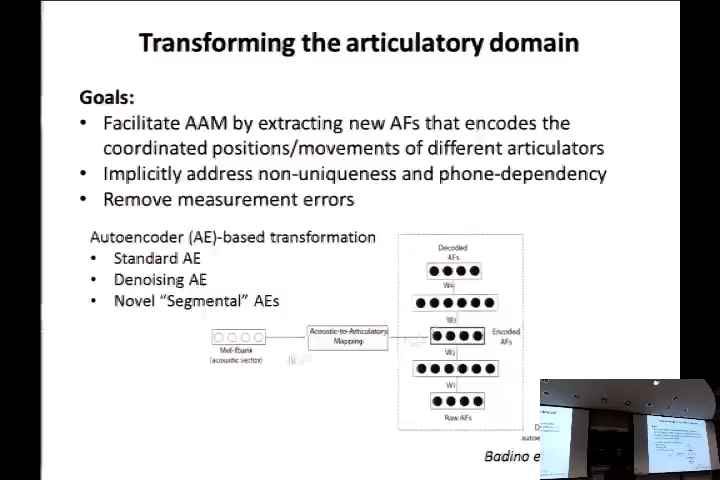 Transforming the articulatory domain
Goals:
• Facilitate AAM by extracting new AFs that encodes the
coordinated positions/movements of different articulators
• Implicitly address non-uniqueness and phone-dependency
• Remove measurement errors
Autoencoder (AE)-based transformation
• Standard AE
• Denoising AE
• Novel “Segmental” AEs
Decoded
AFs
W4
W3
Mel-fbank
(acoustic vector)
Acoustic-to-Articulatory
Mapping
Encoded
AFs
W2
W1
Raw AFs
Badino e